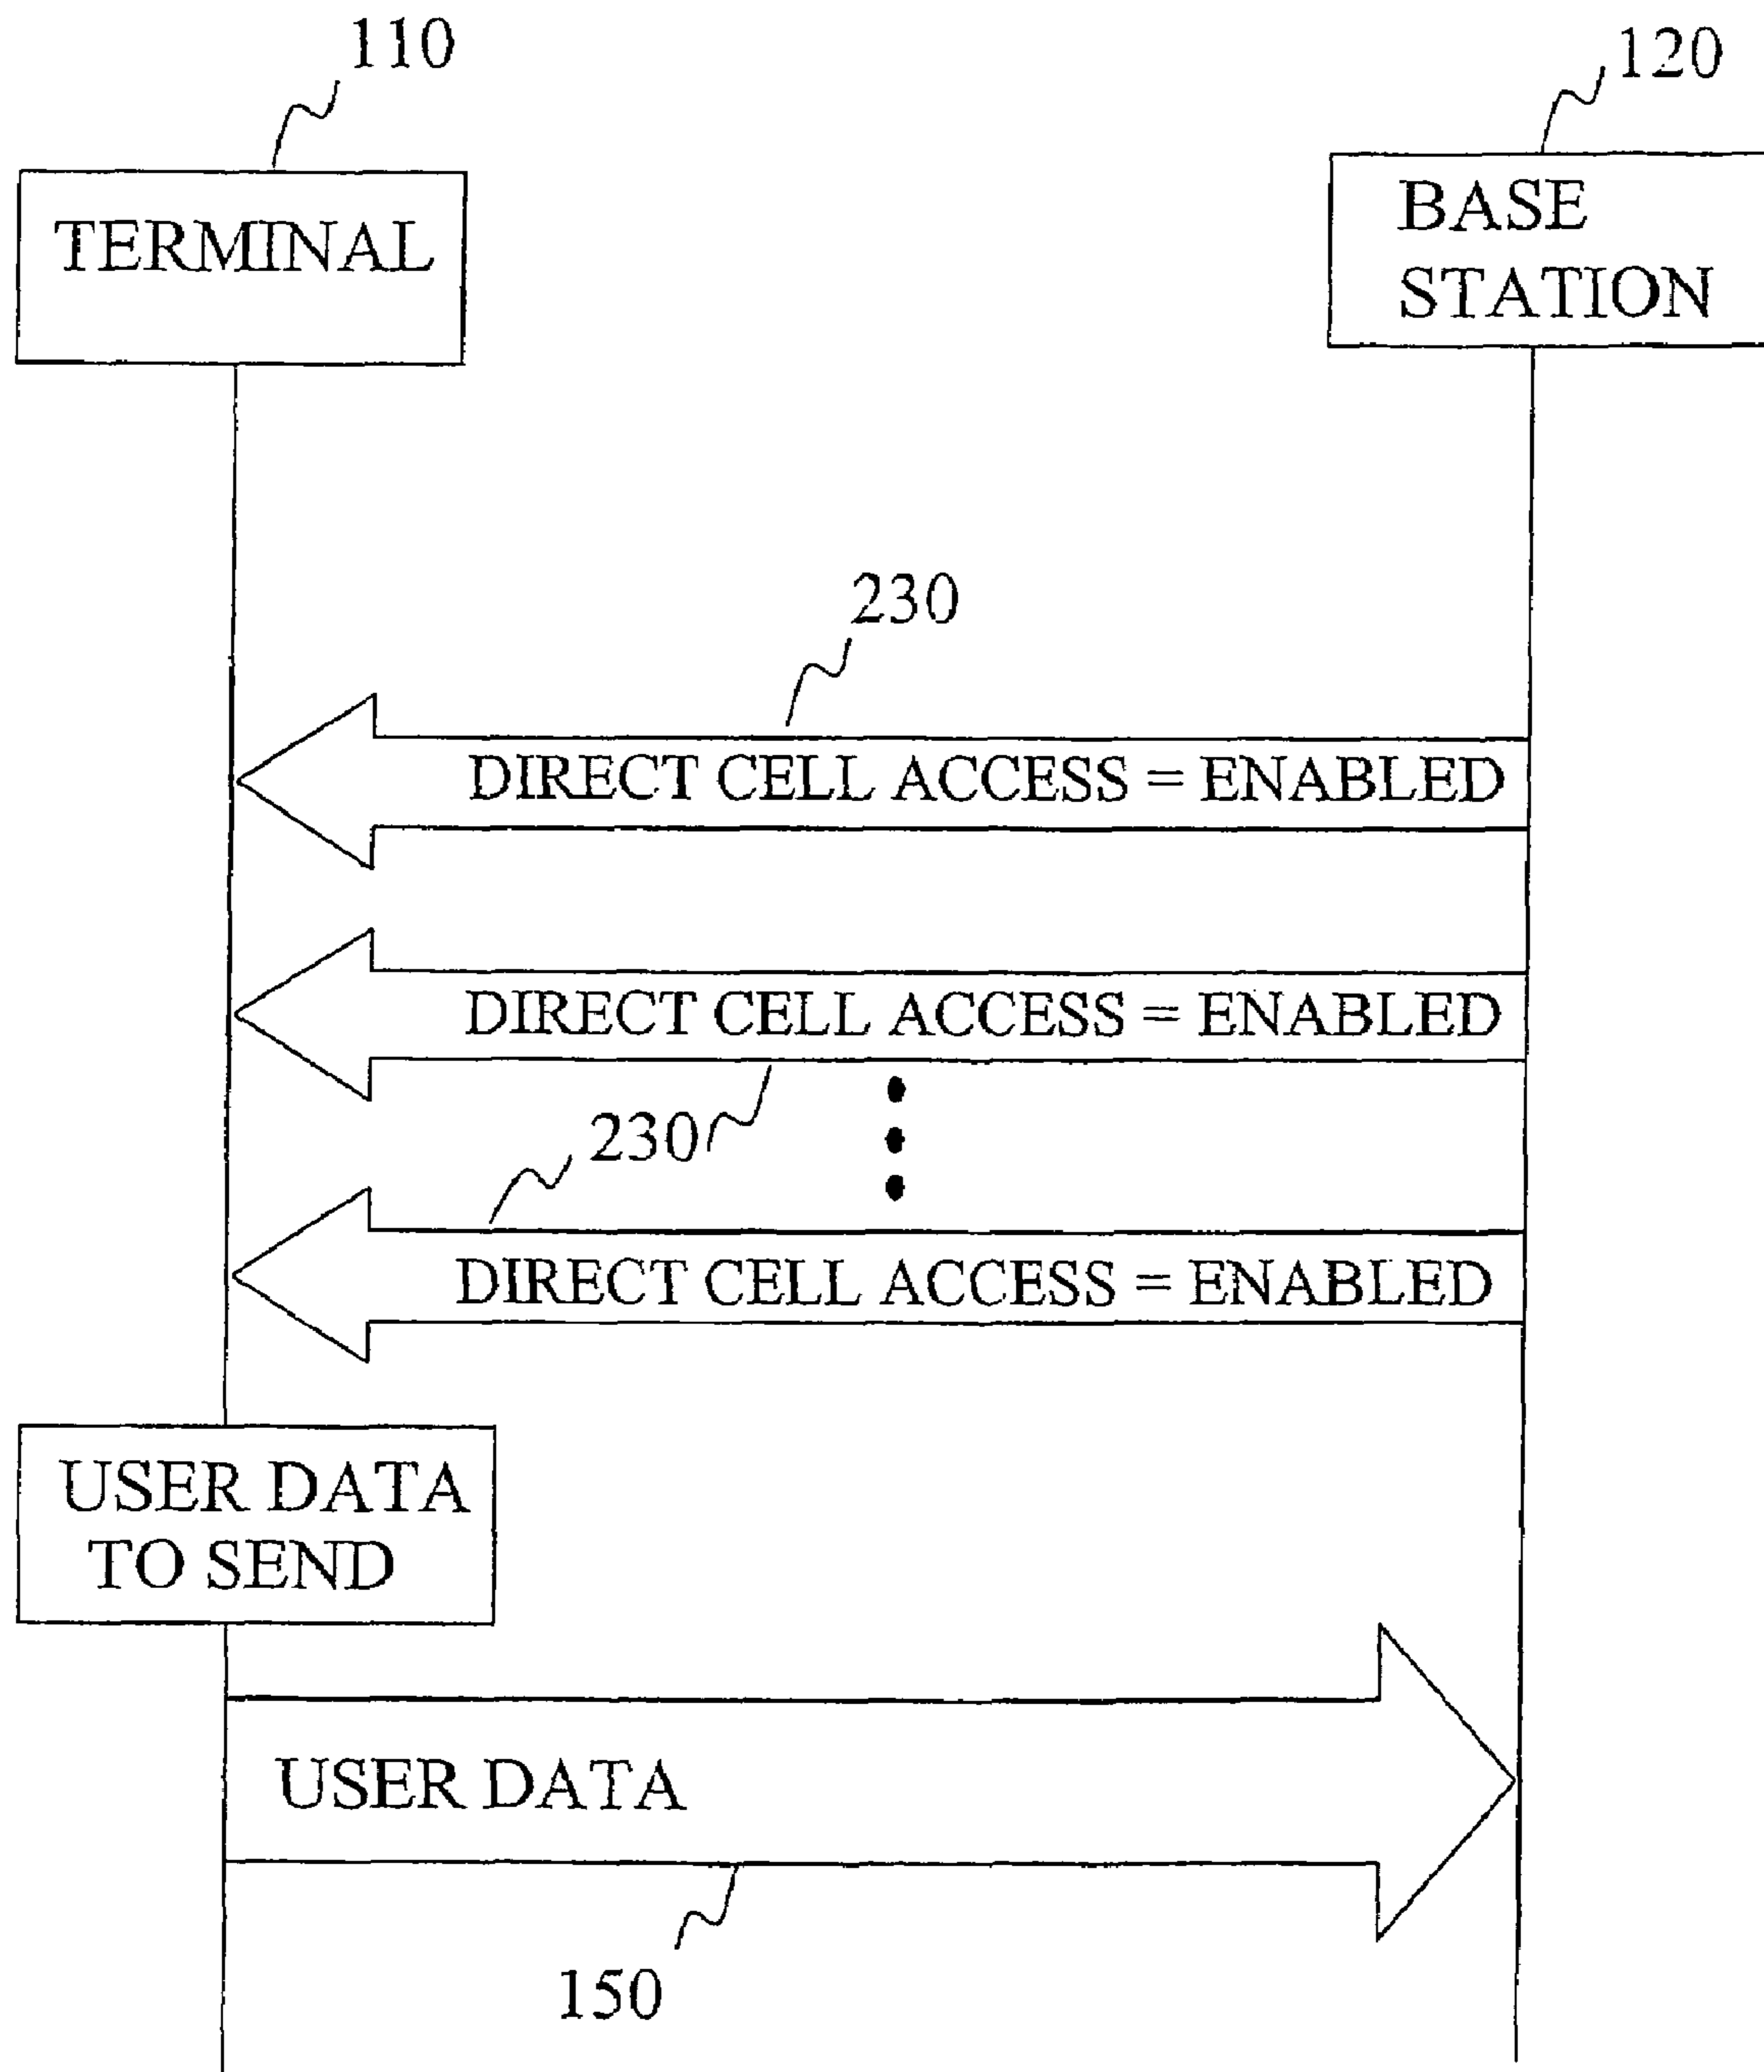 110
120
TERMINAL
BASE
STATION
230
DIRECT CELL ACCESS = ENABLED
DIRECT CELL ACCESS = ENABLED
230
DIRECT CELL ACCESS = ENABLED
USER DATA
TO SEND
USER DATA
150